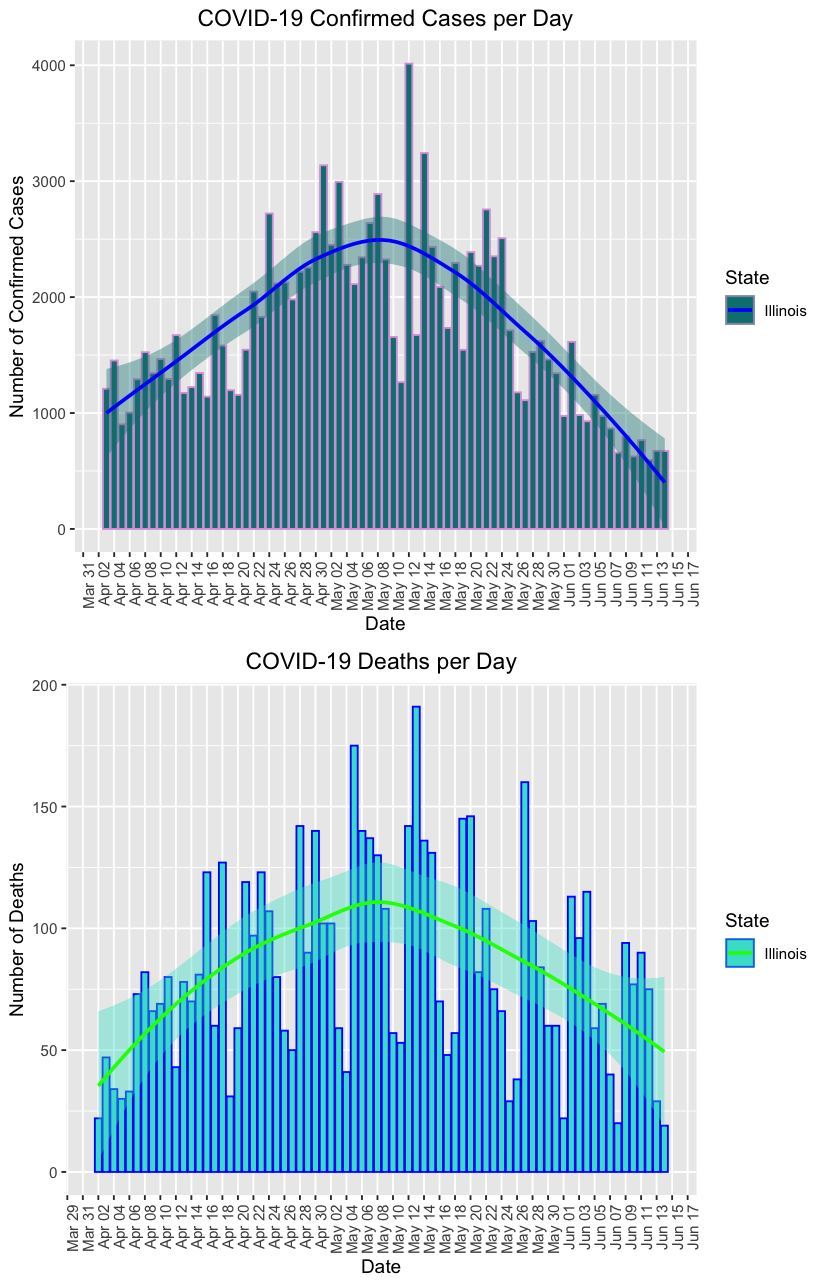 COVID-19 Confirmed Cases per Day
Number of Confirmed Cases
4000
3000
2000
1000
0
Mar 31
Apr 02
Apr 04
Apr 06
Apr 08
Apr 10
Apr 12
Apr 14
Apr 16
Apr 18
Apr 20
Apr 22
Apr 24
Apr 26
Apr 28
Apr 30
May 02
May 04
May 06
May 08
May 10
May 12
May 14
May 16
May 18
May 20
May 22
May 24
May 26
May 28
May 30
Jun 01
Jun 03
Jun 05
Jun 07
Jun 09
Jun 11
Jun 13
Jun 15
Jun 17
Date
State
Illinois
COVID-19 Deaths per Day
Number of Deaths
200
150
100
50
0
Mar 29
Mar 31
Apr 02
Apr 04
Apr 06
Apr 08
Apr 10
Apr 12
Apr 14
Apr 16
Apr 18
Apr 20
Apr 22
Apr 24
Apr 26
Apr 28
Apr 30
May 02
May 04
May 06
May 08
May 10
May 12
May 14
May 16
May 18
May 20
May 22
May 24
May 26
May 28
May 30
Jun 01
Jun 03
Jun 05
Jun 07
Jun 09
Jun 11
Jun 13
Jun 15
Jun 17
Date
State
Illinois